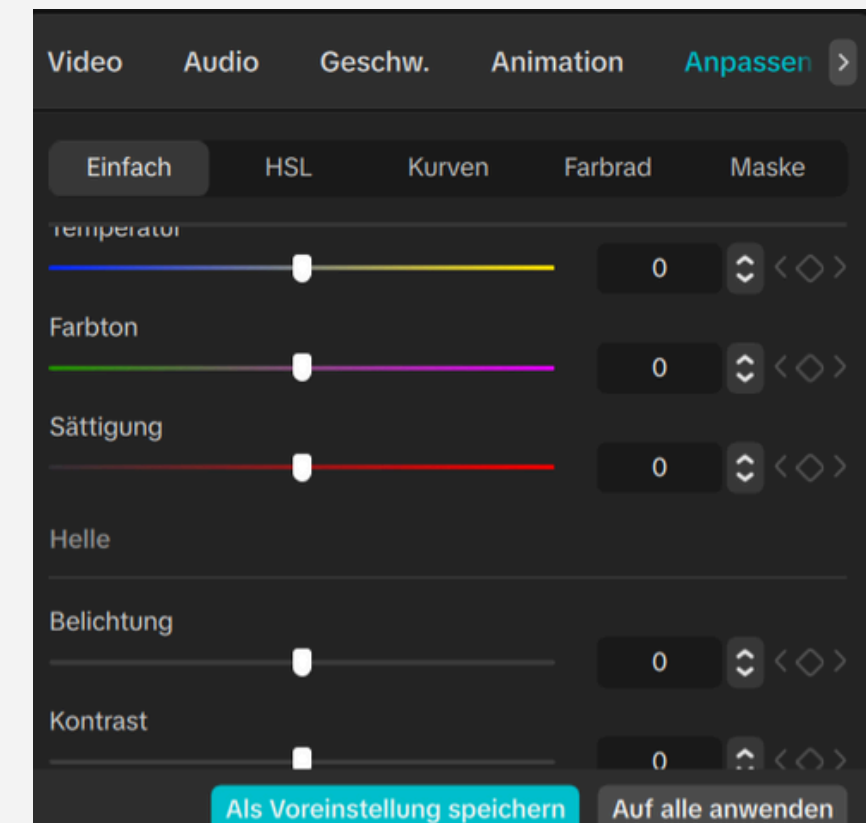 Video Audio Geschw. Animation Anpassen
Einfach HSL Kurven Farbrad Maske
Temperatur
0
Farbton
0
Sättigung
0
Helle
Belichtung
0
Kontrast
0
Als Voreinstellung speichern Auf alle anwenden